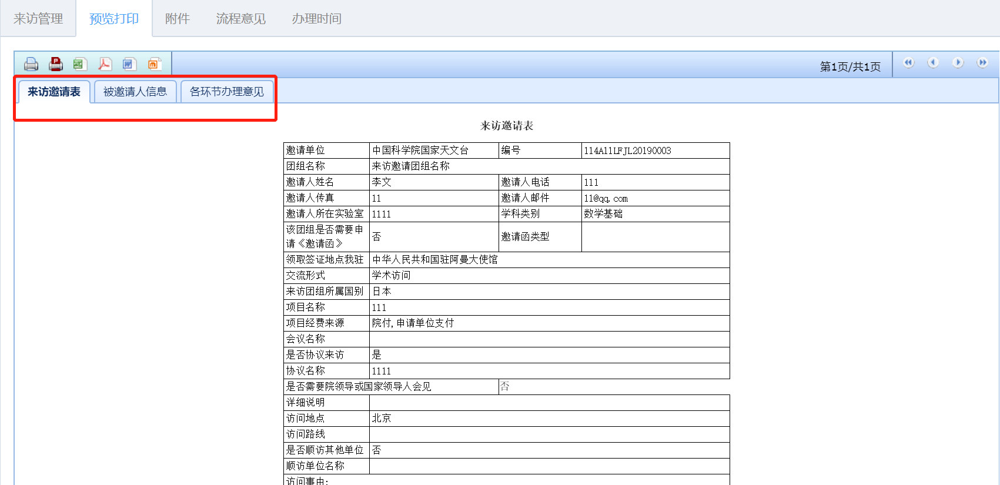 来访管理 预览打印 附件 流程意见 办理时间
第1页/共1页
来访邀请表 被邀请人信息 各环节办理意见
来访邀请表
邀请单位 中国科学院国家天文台 编号 114A11LFJL20190003
团组名称 来访邀请团组名称
邀请人姓名 李文 邀请人电话 111
邀请人传真 11 邀请人邮件 11@qq.com
邀请人所在实验室 1111 学科类别 数学基础
该团组是否需要申
请《邀请函》 否 邀请函类型
领取签证地点我驻 中华人民共和国驻阿曼大使馆
交流形式 学术访问
来访团组所属国别 日本
项目名称 111
项目经费来源 院付,申请单位支付
会议名称
是否协议来访 是
协议名称 1111
是否需要院领导或国家领导人会见 否
详细说明
访问地点 北京
访问路线
是否顺访其他单位 否
顺访单位名称
访问事由: